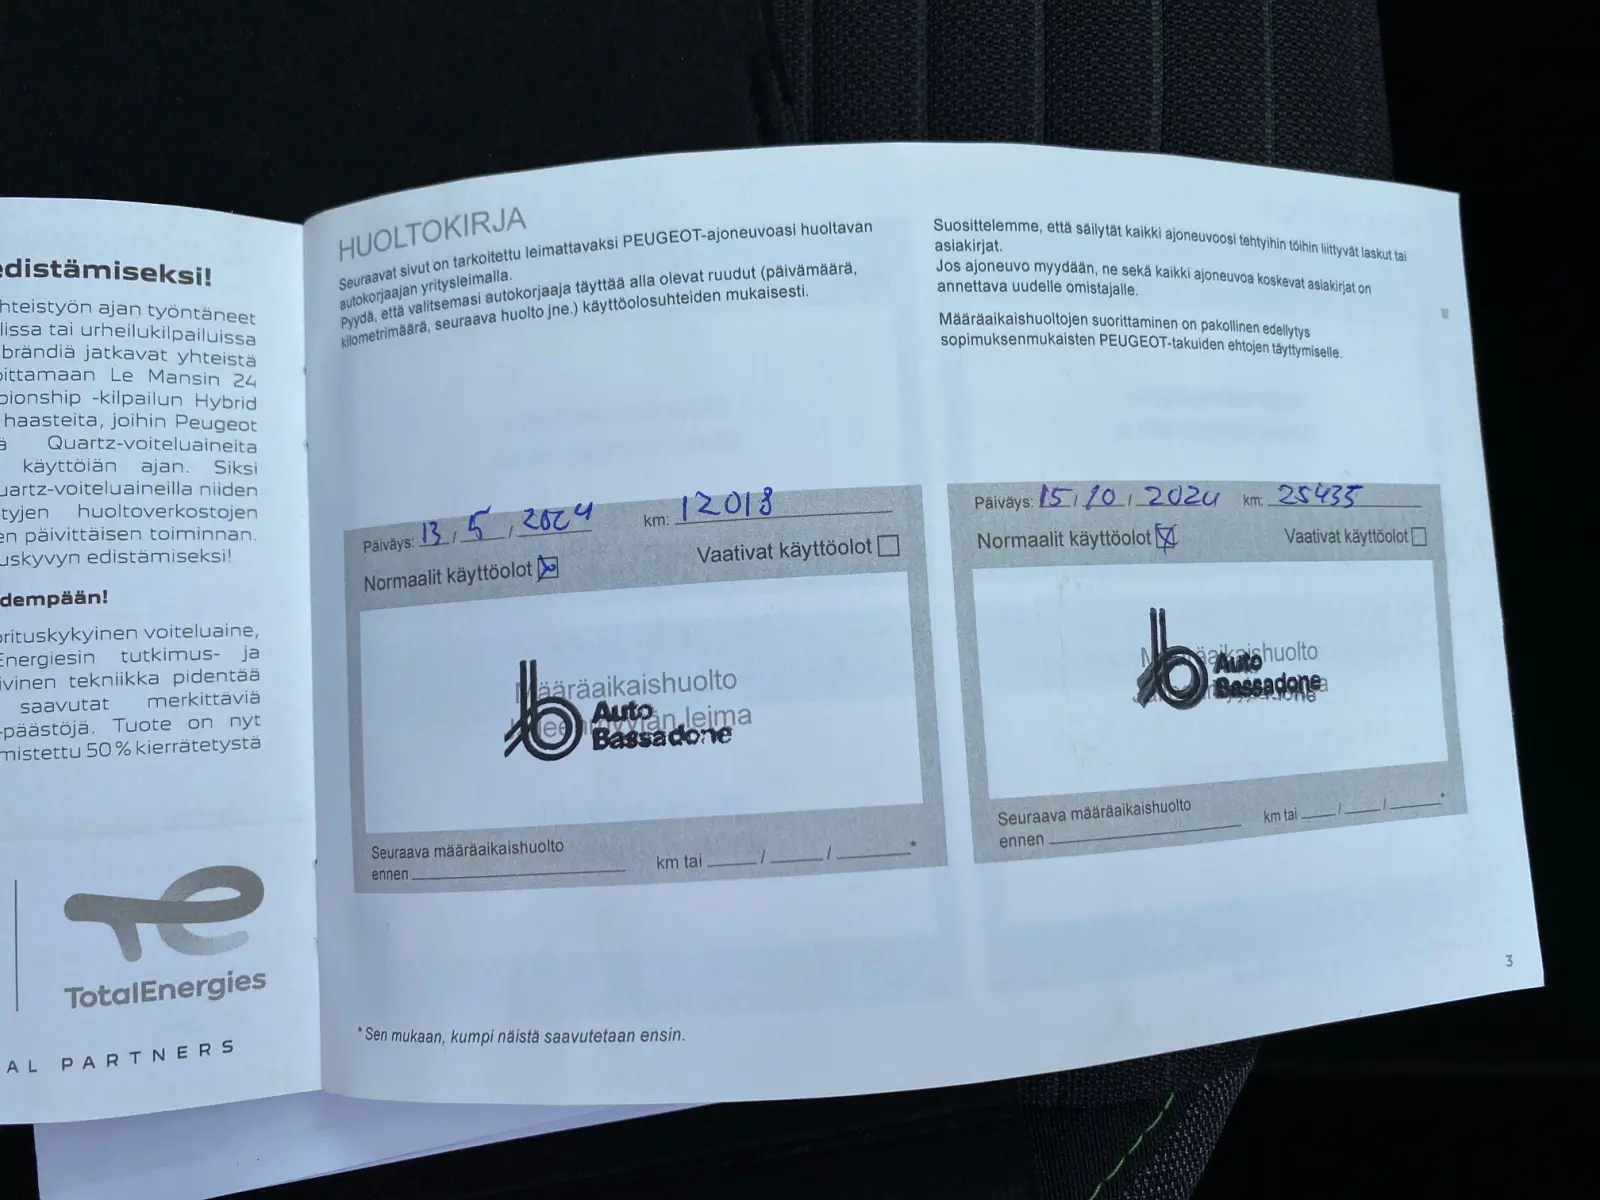 edistämiseksi!
hteistyön ajan työntäneet
lissa tai urheilukilpailuissa
brändiä jatkavat yhteistä
oittamaan Le Mansin 24
pionship -kilpailun Hybrid
haasteita, joihin Peugeot
ä Quartz-voiteluaineita
käyttöiän ajan. Siksi
uartz-voiteluaineilla niiden
tyjen huoltoverkostojen
en päivittäisen toiminnan.
uskyvyn edistämiseksi!
dempään!
orituskykyinen voiteluaine,
Energiesin tutkimus- ja
ivinen tekniikka pidentää
saavutat merkittäviä
-päästöjä. Tuote on nyt
mistettu 50 % kierrätetystä
TotalEnergies
AL PARTNERS
HUOLTOKIRJA
Seuraavat sivut on tarkoitettu leimattavaksi PEUGEOT-ajoneuvoasi huoltavan
autokorjaajan yritysleimalla.
Pyydä, että valitsemasi autokorjaaja täyttää alla olevat ruudut (päivämäärä,
kilometrimäärä, seuraava huolto jne.) käyttöolosuhteiden mukaisesti.
Päiväys: 13 / 5 / 2024 km: 12018
Normaalit käyttöolot Vaativat käyttöolot
Määräaikaishuolto
leima
Auto
Bassadone
Seuraava määräaikaishuolto
ennen km tai / / *
* Sen mukaan, kumpi näistä saavutetaan ensin.
Suosittelemme, että säilytät kaikki ajoneuvoosi tehtyihin töihin liittyvät laskut tai
asiakirjat.
Jos ajoneuvo myydään, ne sekä kaikki ajoneuvoa koskevat asiakirjat on
annettava uudelle omistajalle.
Määräaikaishuoltojen suorittaminen on pakollinen edellytys
sopimuksenmukaisten PEUGEOT-takuiden ehtojen täyttymiselle.
Päiväys: 15 / 10 / 2024 km: 25435
Normaalit käyttöolot Vaativat käyttöolot
Määräaikaishuolto
Auto
Bassadone
Seuraava määräaikaishuolto
ennen km tai / / *
3